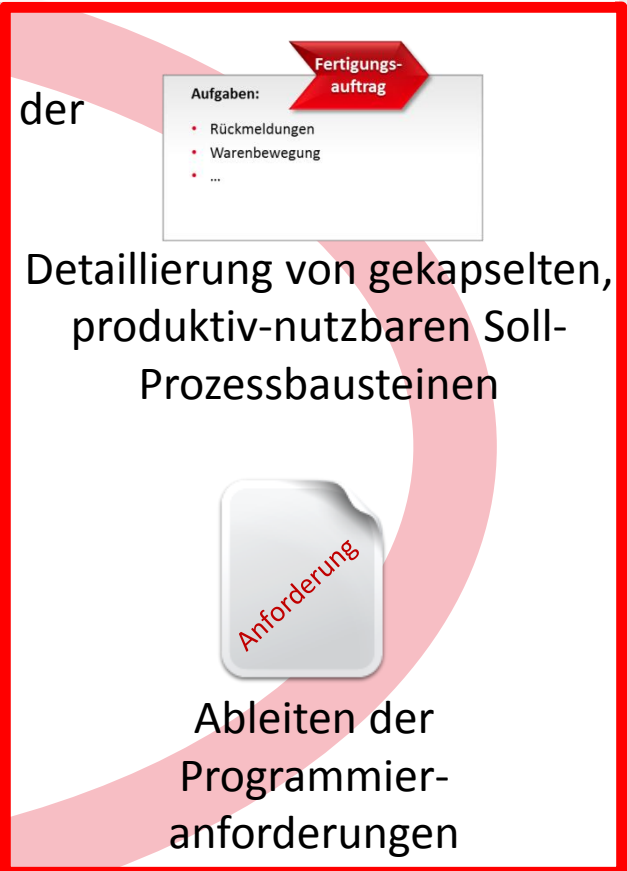 Fertigungs-
auftrag
der
Aufgaben:
• Rückmeldungen
• Warenbewegung
• ...
Detaillierung von gekapselten,
produktiv-nutzbaren Soll-
Prozessbausteinen
Anforderung
Ableiten der
Programmier-
anforderungen